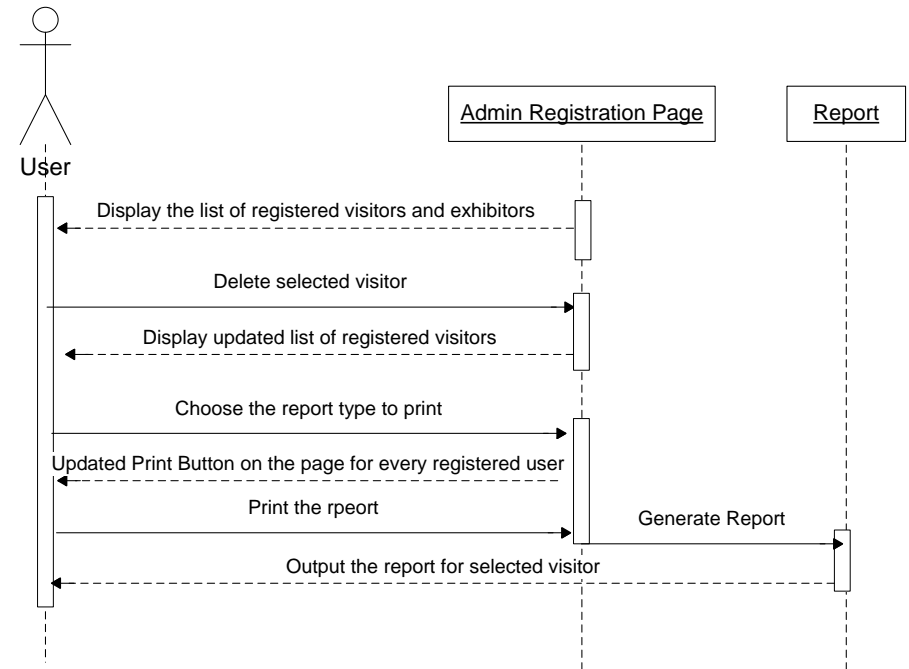 Admin Registration Page
Report
User
Display the list of registered visitors and exhibitors
Delete selected visitor
Display updated list of registered visitors
Choose the report type to print
Updated Print Button on the page for every registered user
Print the rpeort
Generate Report
Output the report for selected visitor